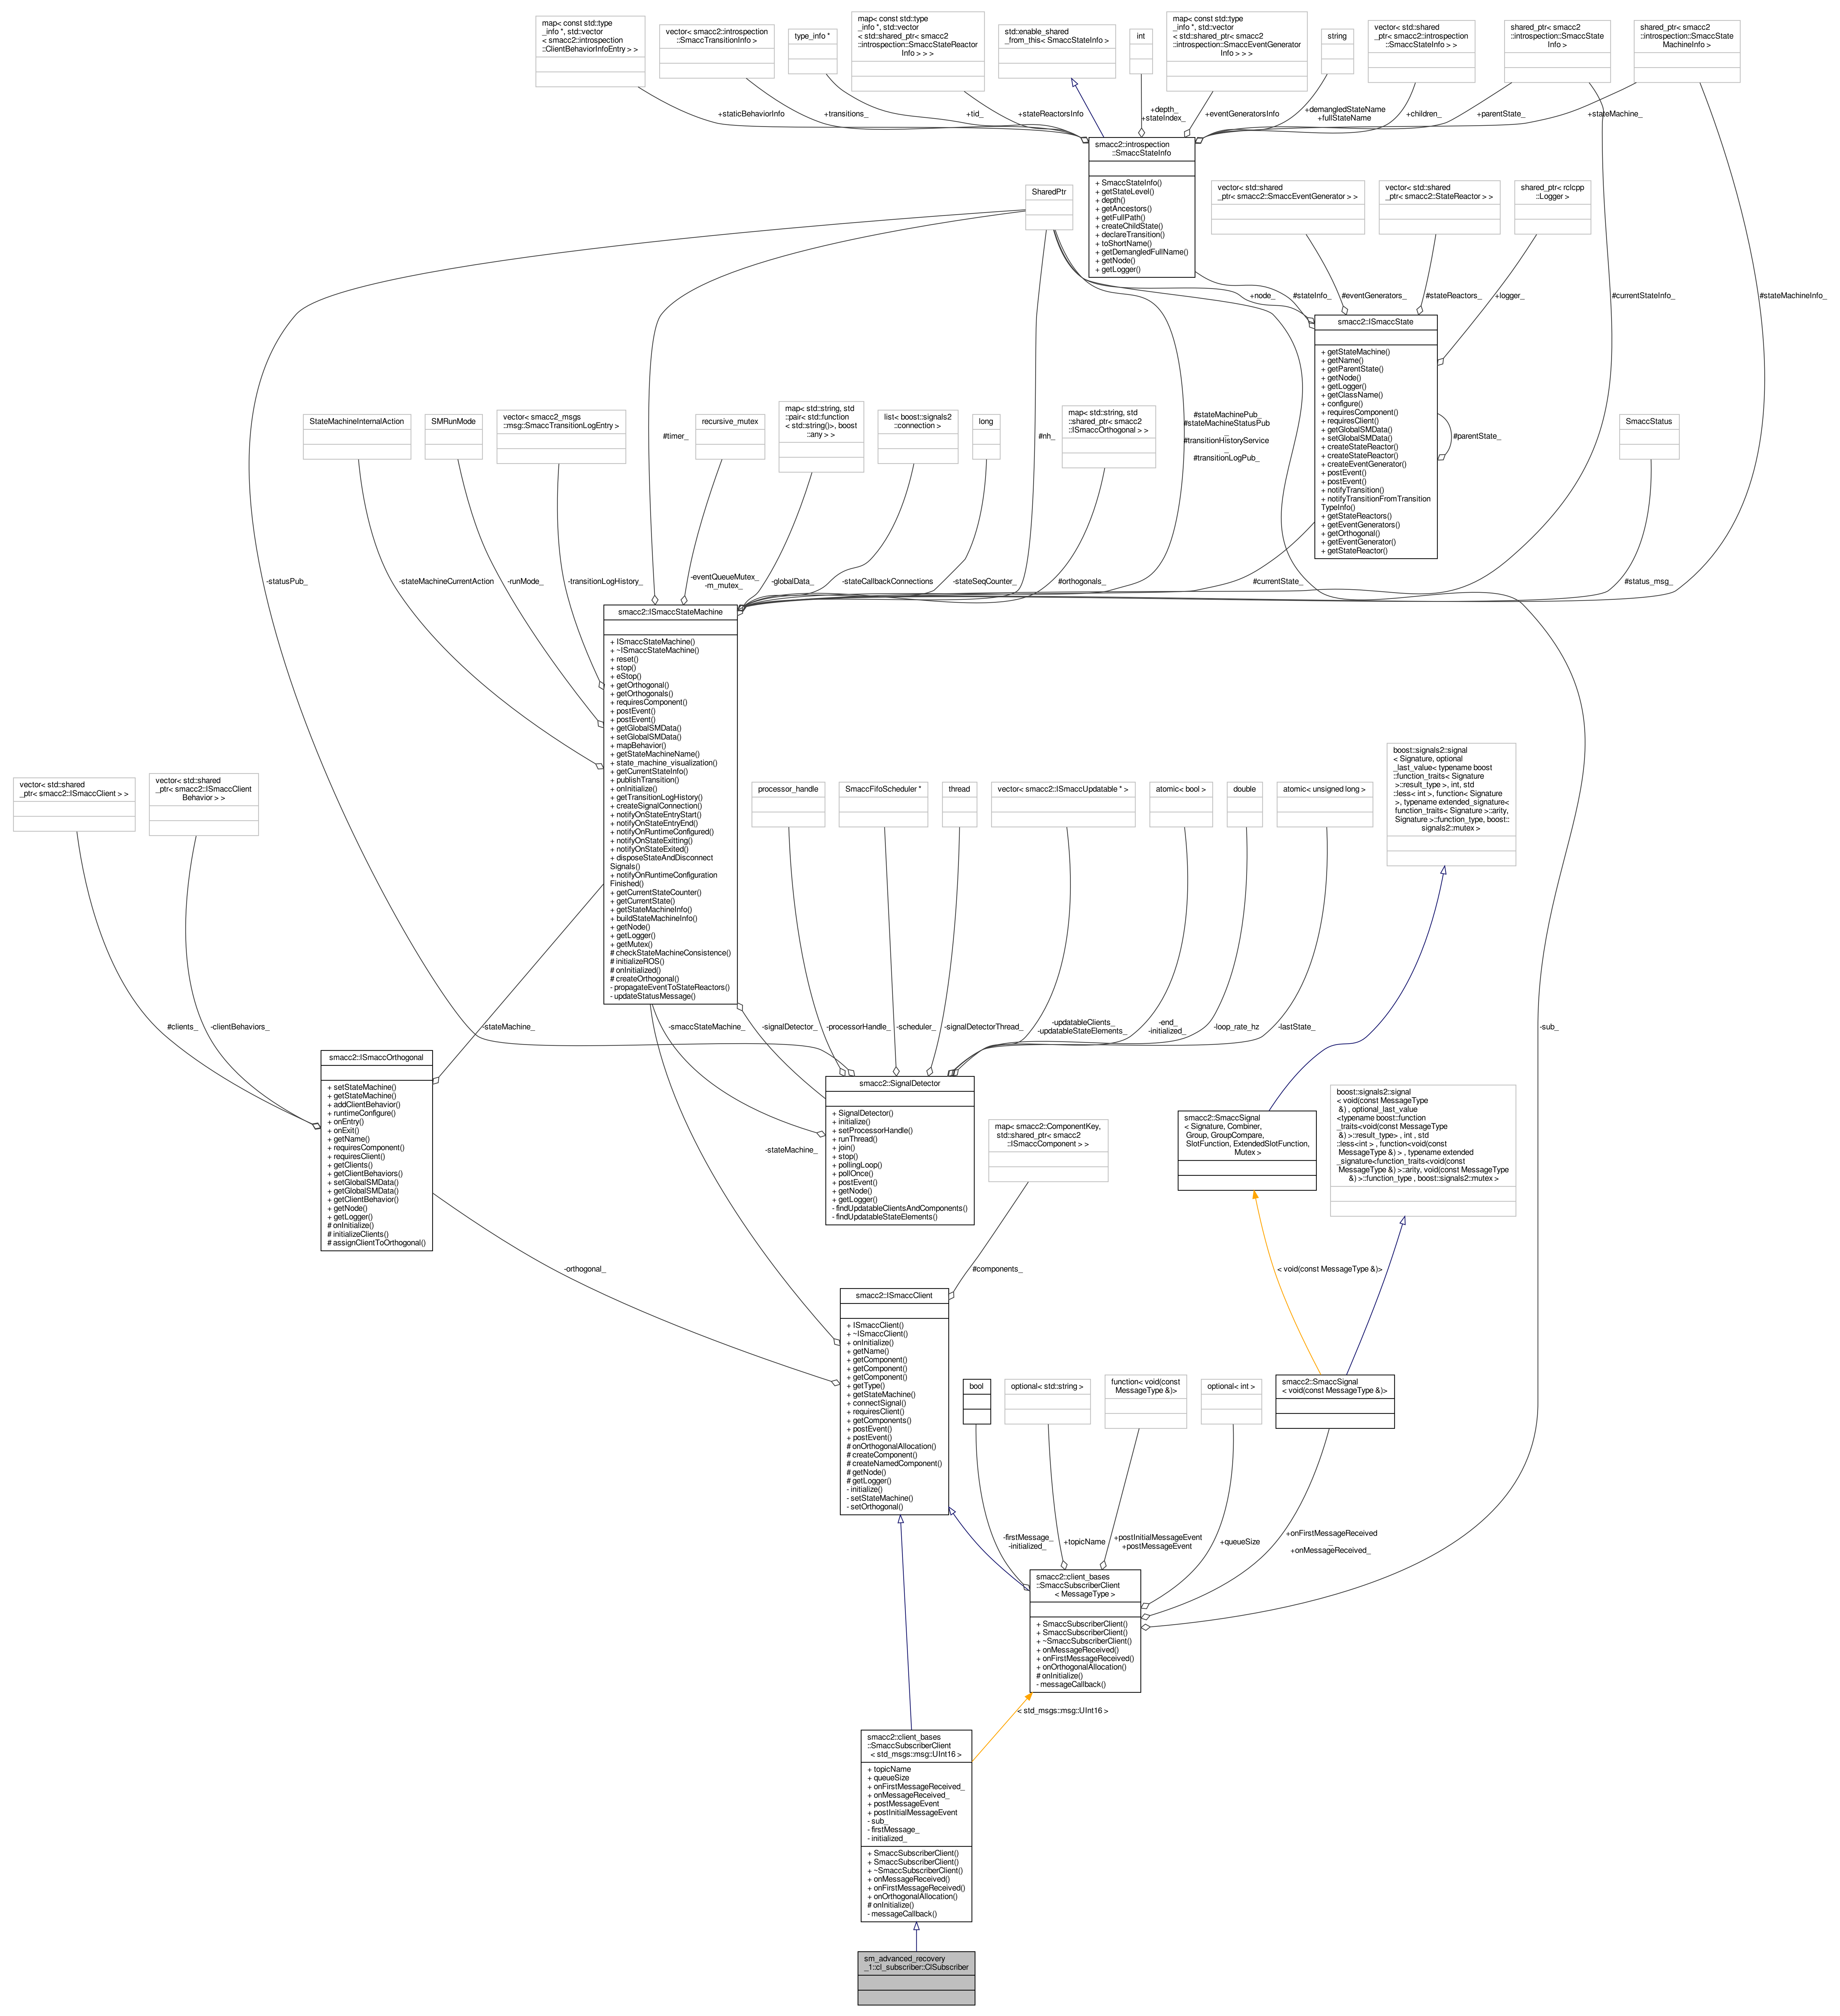 map< const std::type
_info *, std::vector
< smacc2::introspection
::ClientBehaviorInfoEntry > >
vector< smacc2::introspection
::SmaccTransitionInfo >
type_info *
map< const std::type
_info *, std::vector
< std::shared_ptr< smacc2
::introspection::SmaccStateReactor
Info > > >
std::enable_shared
_from_this< SmaccStateInfo >
int
map< const std::type
_info *, std::vector
< std::shared_ptr< smacc2
::introspection::SmaccEventGenerator
Info > > >
string
vector< std::shared
_ptr< smacc2::introspection
::SmaccStateInfo > >
shared_ptr< smacc2
::introspection::SmaccState
Info >
shared_ptr< smacc2
::introspection::SmaccState
MachineInfo >
+staticBehaviorInfo
+transitions_
+tid_
+stateReactorsInfo
+depth_
+stateIndex_
+eventGeneratorsInfo
+demangledStateName
+fullStateName
+children_
+parentState_
+stateMachine_
smacc2::introspection
::SmaccStateInfo
+ SmaccStateInfo()
+ getStateLevel()
+ depth()
+ getAncestors()
+ getFullPath()
+ createChildState()
+ declareTransition()
+ toShortName()
+ getDemangledFullName()
+ getNode()
+ getLogger()
SharedPtr
vector< std::shared
_ptr< smacc2::SmaccEventGenerator > >
vector< std::shared
_ptr< smacc2::StateReactor > >
shared_ptr< rclcpp
::Logger >
+node_
#stateInfo_
#eventGenerators_
#stateReactors_
+logger_
#currentStateInfo_
#stateMachineInfo_
smacc2::ISmaccState
+ getStateMachine()
+ getName()
+ getParentState()
+ getNode()
+ getLogger()
+ getClassName()
+ configure()
+ requiresComponent()
+ requiresClient()
+ getGlobalSMData()
+ setGlobalSMData()
+ createStateReactor()
+ createStateReactor()
+ createEventGenerator()
+ postEvent()
+ postEvent()
+ notifyTransition()
+ notifyTransitionFromTransition
TypeInfo()
+ getStateReactors()
+ getEventGenerators()
+ getOrthogonal()
+ getEventGenerator()
+ getStateReactor()
#parentState_
StateMachineInternalAction
SMRunMode
vector< smacc2_msgs
::msg::SmaccTransitionLogEntry >
#timer_
recursive_mutex
map< std::string, std
::pair< std::function
< std::string()>, boost
::any > >
list< boost::signals2
::connection >
long
#nh_
map< std::string, std
::shared_ptr< smacc2
::ISmaccOrthogonal > >
#stateMachinePub_
#stateMachineStatusPub
_
#transitionHistoryService
_
#transitionLogPub_
SmaccStatus
-statusPub_
-stateMachineCurrentAction
-runMode_
-transitionLogHistory_
-eventQueueMutex_
-m_mutex_
-globalData_
-stateCallbackConnections
-stateSeqCounter_
#orthogonals_
#currentState_
#status_msg_
smacc2::ISmaccStateMachine
+ ISmaccStateMachine()
+ ~ISmaccStateMachine()
+ reset()
+ stop()
+ eStop()
+ getOrthogonal()
+ getOrthogonals()
+ requiresComponent()
+ postEvent()
+ postEvent()
+ getGlobalSMData()
+ setGlobalSMData()
+ mapBehavior()
+ getStateMachineName()
+ state_machine_visualization()
+ getCurrentStateInfo()
+ publishTransition()
+ onInitialize()
+ getTransitionLogHistory()
+ createSignalConnection()
+ notifyOnStateEntryStart()
+ notifyOnStateEntryEnd()
+ notifyOnRuntimeConfigured()
+ notifyOnStateExitting()
+ notifyOnStateExited()
+ disposeStateAndDisconnect
Signals()
+ notifyOnRuntimeConfiguration
Finished()
+ getCurrentStateCounter()
+ getCurrentState()
+ getStateMachineInfo()
+ buildStateMachineInfo()
+ getNode()
+ getLogger()
+ getMutex()
# checkStateMachineConsistence()
# initializeROS()
# onInitialized()
# createOrthogonal()
- propagateEventToStateReactors()
- updateStatusMessage()
vector< std::shared
_ptr< smacc2::ISmaccClient > >
vector< std::shared
_ptr< smacc2::ISmaccClient
Behavior > >
processor_handle
SmaccFifoScheduler *
thread
vector< smacc2::ISmaccUpdatable * >
atomic< bool >
double
atomic< unsigned long >
boost::signals2::signal
< Signature, optional
_last_value< typename boost
::function_traits< Signature
>::result_type >, int, std
::less< int >, function< Signature
>, typename extended_signature<
function_traits< Signature >::arity,
Signature >::function_type, boost::
signals2::mutex >
#clients_
-clientBehaviors_
-stateMachine_
-smaccStateMachine_
-signalDetector_
-processorHandle_
-scheduler_
-signalDetectorThread_
-updatableClients_
-updatableStateElements_
-end_
-initialized_
-loop_rate_hz
-lastState_
-sub_
smacc2::ISmaccOrthogonal
+ setStateMachine()
+ getStateMachine()
+ addClientBehavior()
+ runtimeConfigure()
+ onEntry()
+ onExit()
+ getName()
+ requiresComponent()
+ requiresClient()
+ getClients()
+ getClientBehaviors()
+ setGlobalSMData()
+ getGlobalSMData()
+ getClientBehavior()
+ getNode()
+ getLogger()
# onInitialize()
# initializeClients()
# assignClientToOrthogonal()
smacc2::SignalDetector
+ SignalDetector()
+ initialize()
+ setProcessorHandle()
+ runThread()
+ join()
+ stop()
+ pollingLoop()
+ pollOnce()
+ postEvent()
+ getNode()
+ getLogger()
- findUpdatableClientsAndComponents()
- findUpdatableStateElements()
-stateMachine_
map< smacc2::ComponentKey,
std::shared_ptr< smacc2
::ISmaccComponent > >
smacc2::SmaccSignal
< Signature, Combiner,
Group, GroupCompare,
SlotFunction, ExtendedSlotFunction,
Mutex >
boost::signals2::signal
< void(const MessageType
&) , optional_last_value
<typename boost::function
_traits<void(const MessageType
&) >::result_type> , int , std
::less<int > , function<void(const
MessageType &) > , typename extended
_signature<function_traits<void(const
MessageType &) >::arity, void(const MessageType
&) >::function_type , boost::signals2::mutex >
-orthogonal_
#components_
< void(const MessageType &)>
smacc2::ISmaccClient
+ ISmaccClient()
+ ~ISmaccClient()
+ onInitialize()
+ getName()
+ getComponent()
+ getComponent()
+ getComponent()
+ getType()
+ getStateMachine()
+ connectSignal()
+ requiresClient()
+ getComponents()
+ postEvent()
+ postEvent()
# onOrthogonalAllocation()
# createComponent()
# createNamedComponent()
# getNode()
# getLogger()
- initialize()
- setStateMachine()
- setOrthogonal()
bool
optional< std::string >
function< void(const
MessageType &)>
optional< int >
smacc2::SmaccSignal
< void(const MessageType &)>
-firstMessage_
-initialized_
+topicName
+postInitialMessageEvent
+postMessageEvent
+queueSize
+onFirstMessageReceived
_
+onMessageReceived_
smacc2::client_bases
::SmaccSubscriberClient
< MessageType >
+ SmaccSubscriberClient()
+ SmaccSubscriberClient()
+ ~SmaccSubscriberClient()
+ onMessageReceived()
+ onFirstMessageReceived()
+ onOrthogonalAllocation()
# onInitialize()
- messageCallback()
< std_msgs::msg::UInt16 >
smacc2::client_bases
::SmaccSubscriberClient
< std_msgs::msg::UInt16 >
+ topicName
+ queueSize
+ onFirstMessageReceived_
+ onMessageReceived_
+ postMessageEvent
+ postInitialMessageEvent
- sub_
- firstMessage_
- initialized_
+ SmaccSubscriberClient()
+ SmaccSubscriberClient()
+ ~SmaccSubscriberClient()
+ onMessageReceived()
+ onFirstMessageReceived()
+ onOrthogonalAllocation()
# onInitialize()
- messageCallback()
sm_advanced_recovery
_1::cl_subscriber::ClSubscriber